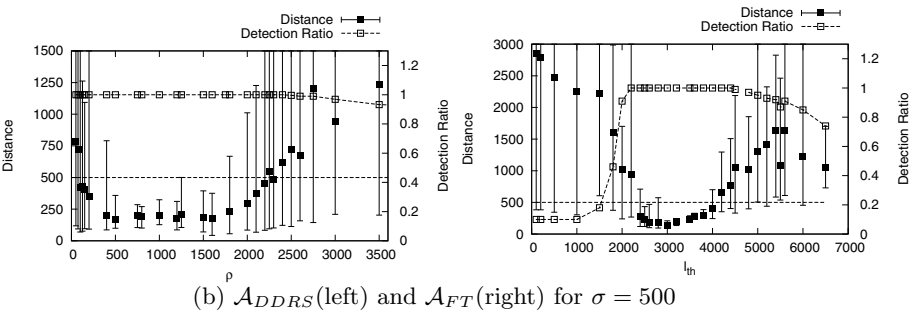 Distance
Detection Ratio
1500
1250
1000
750
500
250
0
Distance
1.2
1
0.8
0.6
0.4
0.2
0
Detection Ratio
0 500 1000 1500 2000 2500 3000 3500
ρ
Distance
Detection Ratio
3000
2500
2000
1500
1000
500
0
Distance
1.2
1
0.8
0.6
0.4
0.2
0
Detection Ratio
0 1000 2000 3000 4000 5000 6000 7000
I_th
(b) 𝒜_DDRS(left) and 𝒜_FT(right) for σ = 500